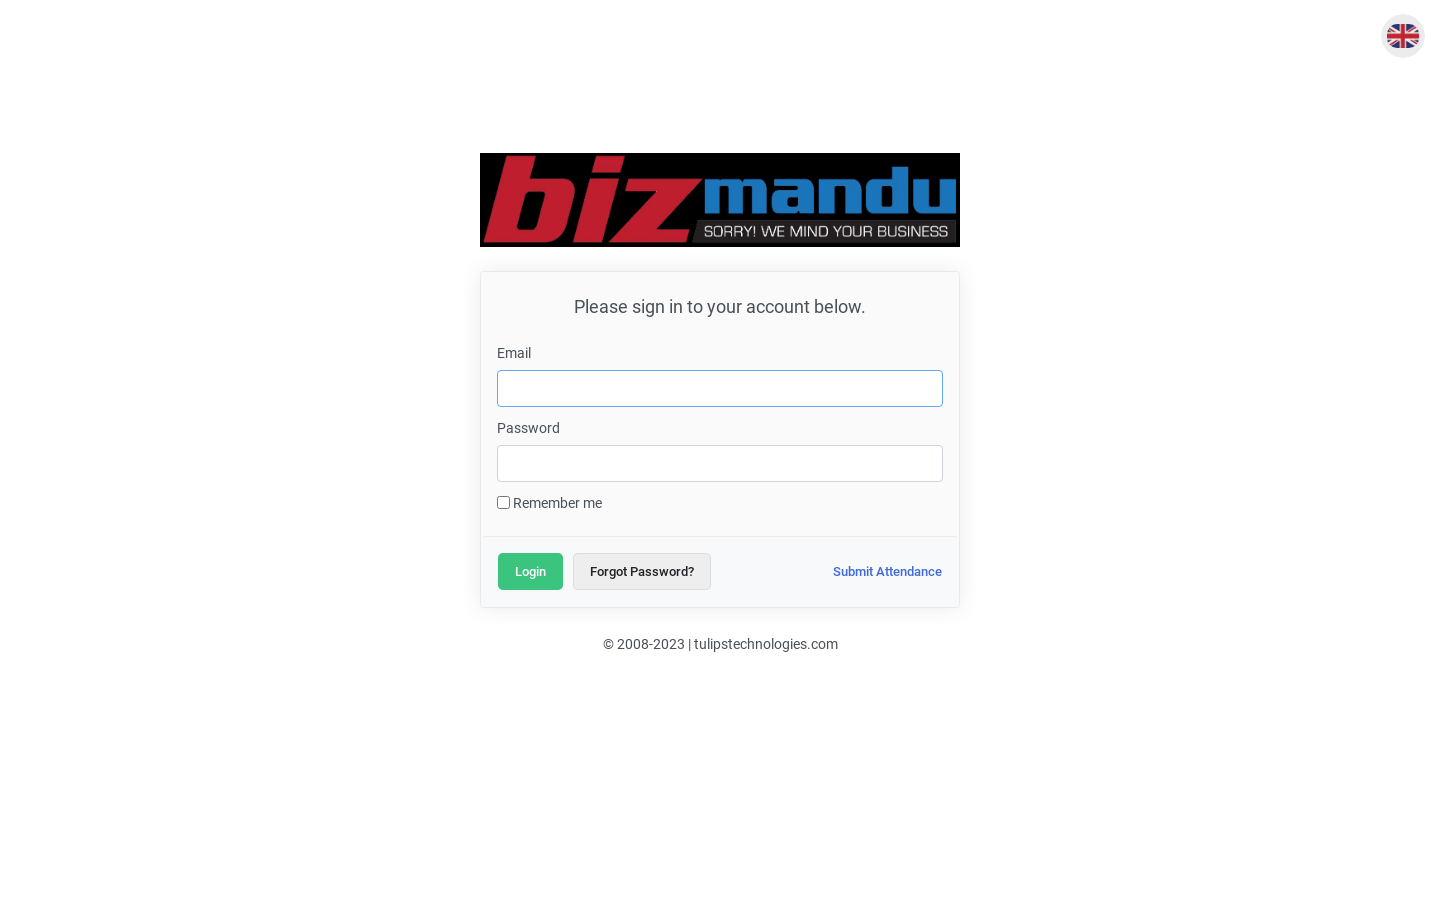 bizmandu
SORRY! WE MIND YOUR BUSINESS
Please sign in to your account below.
Email
Password
Remember me
Login Forgot Password? Submit Attendance
© 2008-2023 | tulipstechnologies.com